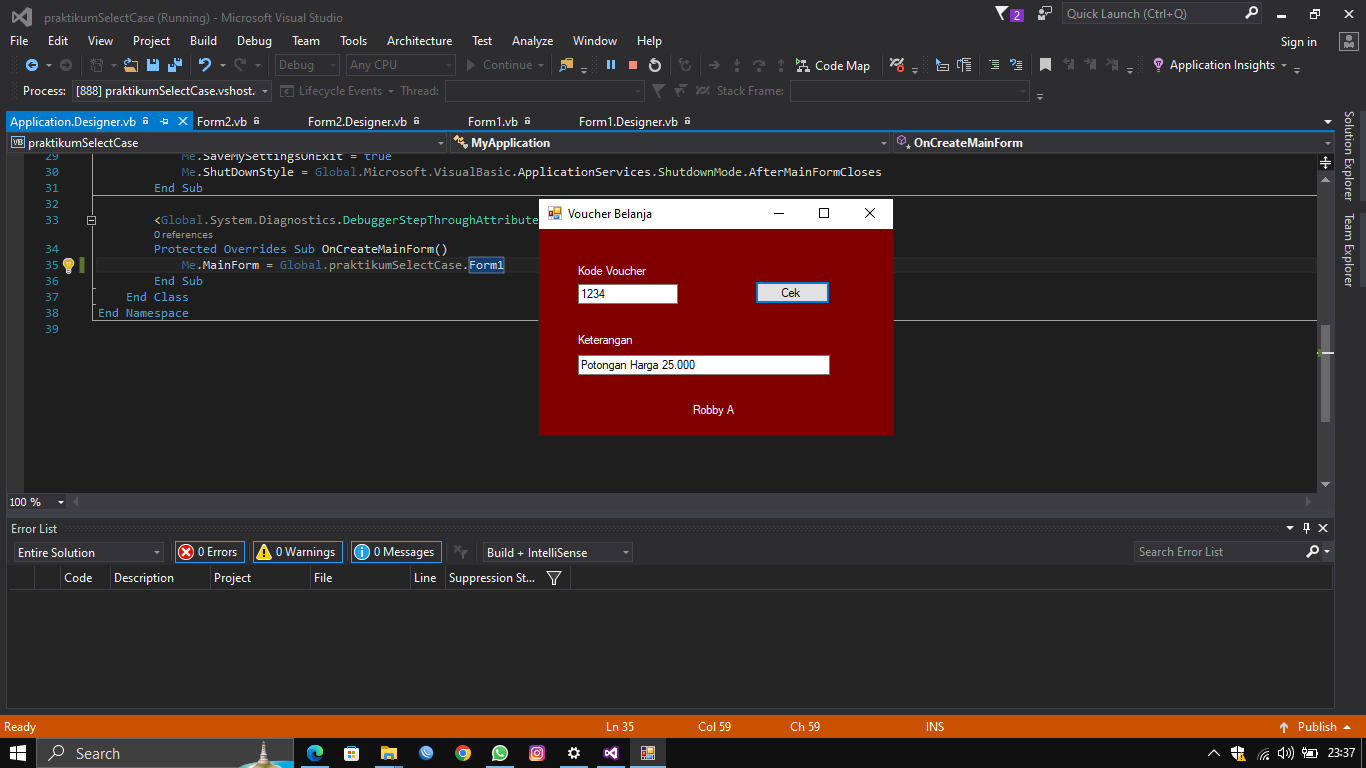 praktikumSelectCase (Running) - Microsoft Visual Studio
2
Quick Launch (Ctrl+Q)
File Edit View Project Build Debug Team Tools Architecture Test Analyze Window Help
Sign in
Debug Any CPU Continue Code Map Application Insights
Process: [888] praktikumSelectCase.vshost. Lifecycle Events Thread: Stack Frame:
Application.Designer.vb Form2.vb Form2.Designer.vb Form1.vb Form1.Designer.vb
VB praktikumSelectCase MyApplication OnCreateMainForm
29 Me.SaveMySettingsOnExit = true
30 Me.ShutDownStyle = Global.Microsoft.VisualBasic.ApplicationServices.ShutdownMode.AfterMainFormCloses
31 End Sub
32
33 <Global.System.Diagnostics.DebuggerStepThroughAttribute
0 references
34 Protected Overrides Sub OnCreateMainForm()
35 Me.MainForm = Global.praktikumSelectCase.Form1
36 End Sub
37 End Class
38 End Namespace
39
Voucher Belanja
Kode Voucher
1234 Cek
Keterangan
Potongan Harga 25.000
Robby A
Solution Explorer
Team Explorer
100 %
Error List
Entire Solution 0 Errors 0 Warnings 0 Messages Build + IntelliSense Search Error List
Code Description Project File Line Suppression St...
Ready Ln 35 Col 59 Ch 59 INS Publish
Search 23:37